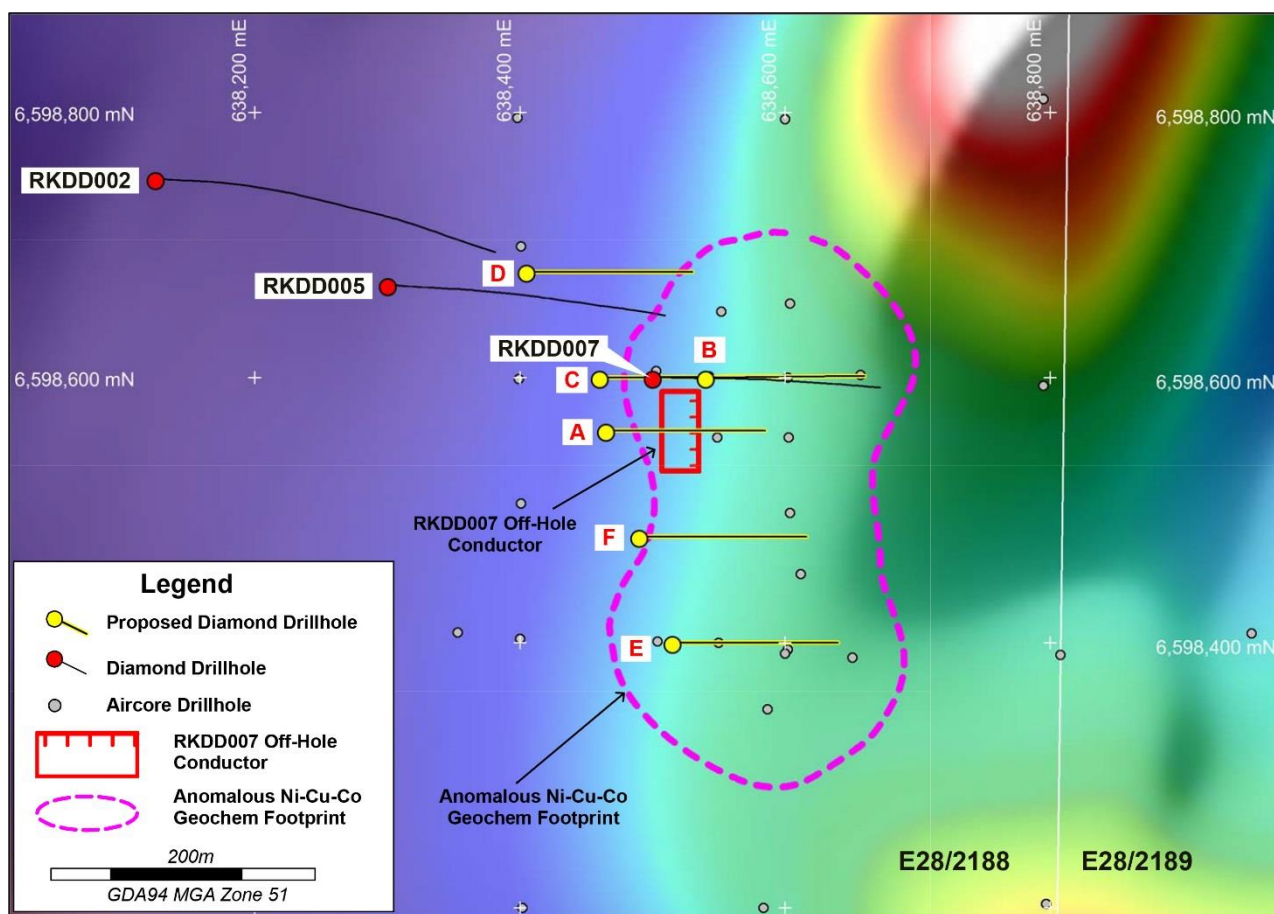 638,200 mE
638,400 mE
638,600 mE
638,800 mE
6,598,800 mN
6,598,800 mN
RKDD002
D
RKDD005
RKDD007
B
6,598,600 mN
C
6,598,600 mN
A
RKDD007 Off-Hole
Conductor
F
E
6,598,400 mN
Anomalous Ni-Cu-Co
Geochem Footprint
E28/2188
E28/2189
Legend
Proposed Diamond Drillhole
Diamond Drillhole
Aircore Drillhole
RKDD007 Off-Hole
Conductor
Anomalous Ni-Cu-Co
Geochem Footprint
200m
GDA94 MGA Zone 51